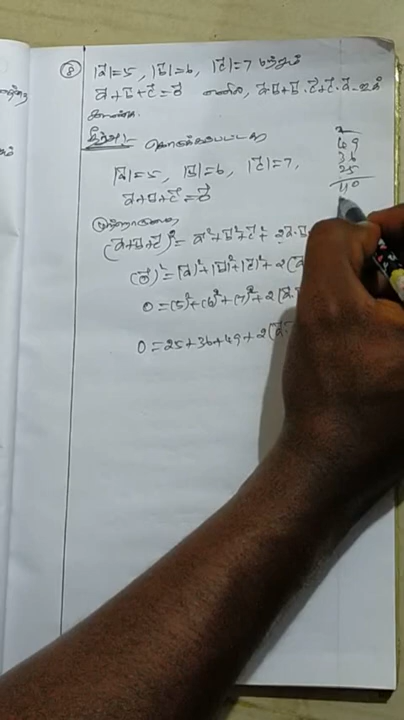 ⑧ |a⃗|=5, |b⃗|=6, |c⃗|=7 மற்றும்
a⃗+b⃗+c⃗=0⃗ எனில், a⃗·b⃗+b⃗·c⃗+c⃗·a⃗-ஐக்
காண்க.
தீர்வு:
கொடுக்கப்பட்டது
|a⃗|=5, |b⃗|=6, |c⃗|=7,
a⃗+b⃗+c⃗=0⃗
(a⃗+b⃗+c⃗)²= a⃗²+b⃗²+c⃗²+ 2a⃗·b⃗
(0⃗)²=|a⃗|²+|b⃗|²+|c⃗|²+2(a⃗
0=(5)²+(6)²+(7)²+2(a⃗·
0=25+36+49+2(a⃗·
2
49
36
25
110